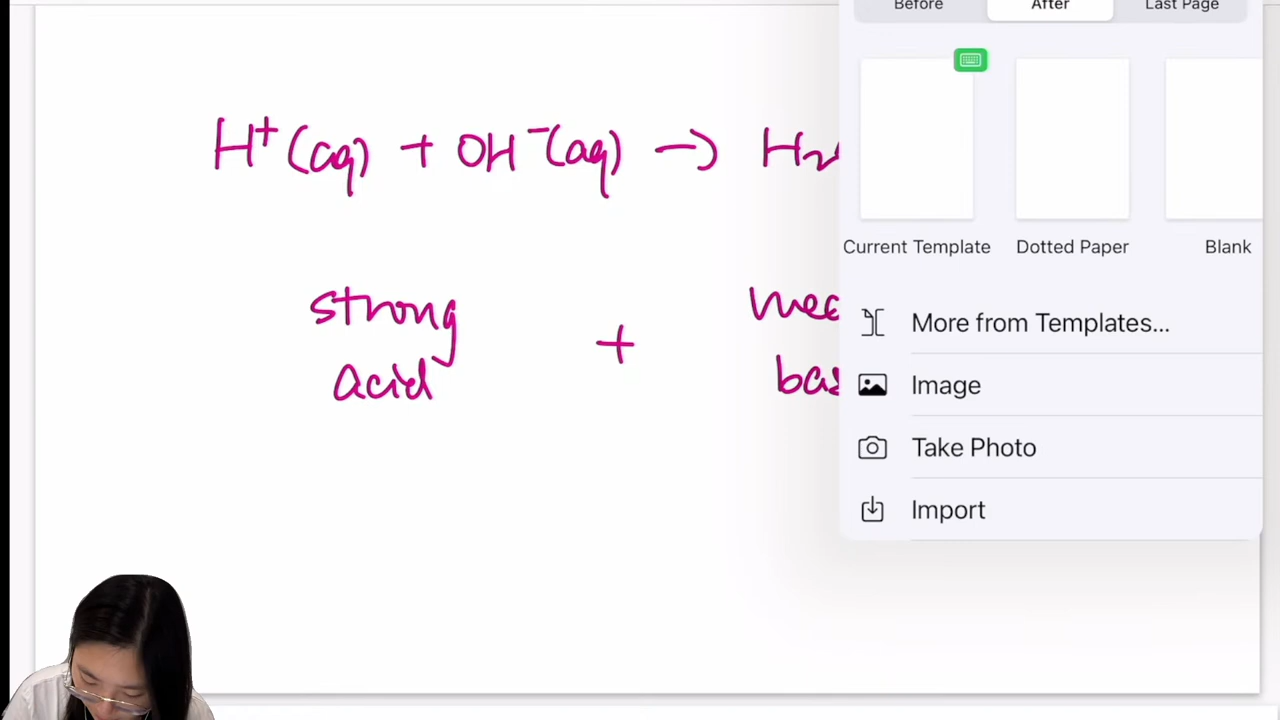 Before After Last Page
H⁺(aq) + OH⁻(aq) → H₂
Current Template Dotted Paper Blank
strong +
acid bas
More from Templates...
Image
Take Photo
Import